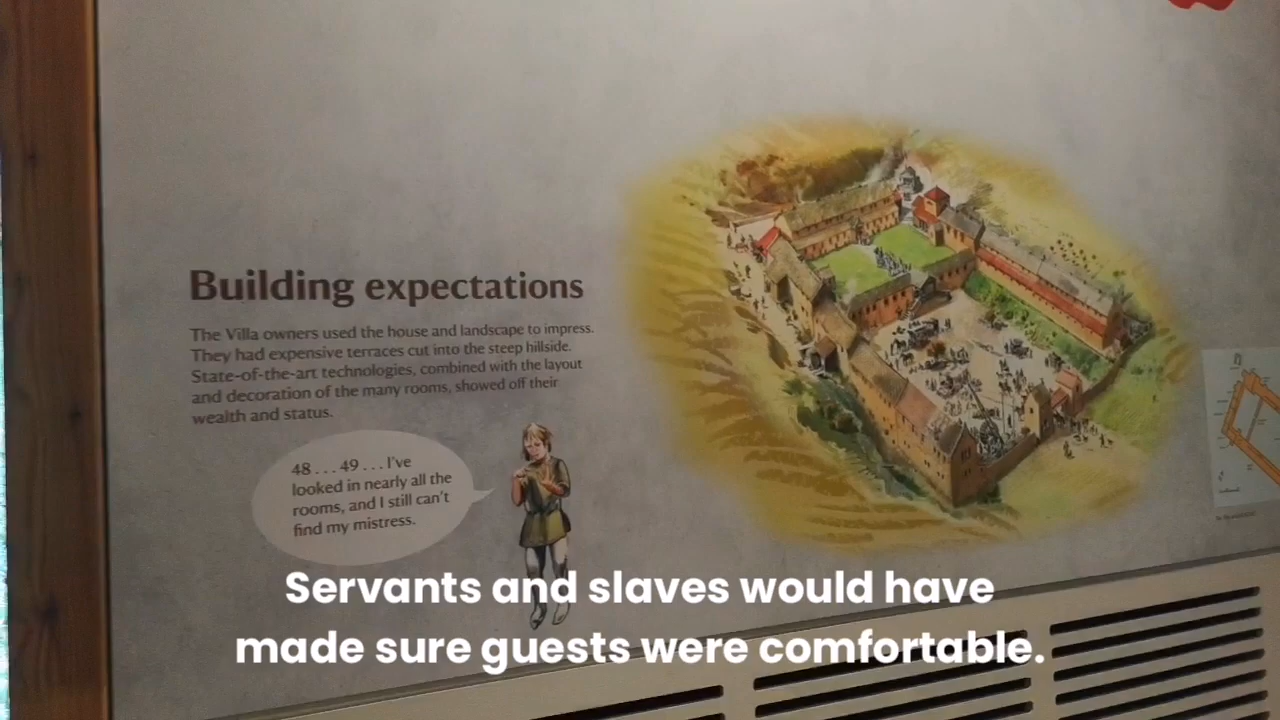 Building expectations
The Villa owners used the house and landscape to impress.
They had expensive terraces cut into the steep hillside.
State-of-the-art technologies, combined with the layout
and decoration of the many rooms, showed off their
wealth and status.
48 . . . 49 . . . I've
looked in nearly all the
rooms, and I still can't
find my mistress.
Servants and slaves would have
made sure guests were comfortable.